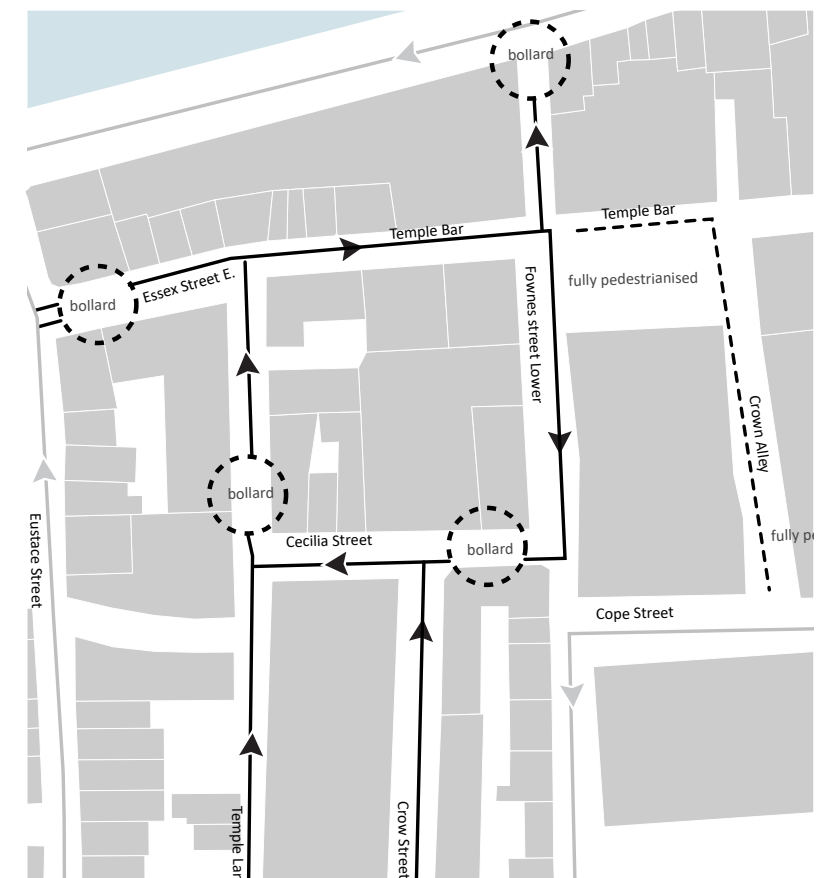 bollard
Temple Bar
Temple Bar
Essex Street E.
bollard
fully pedestrianised
Fownes street Lower
Crown Alley
bollard
Eustace Street
Cecilia Street
bollard
fully pe
Cope Street
Temple Lan
Crow Street